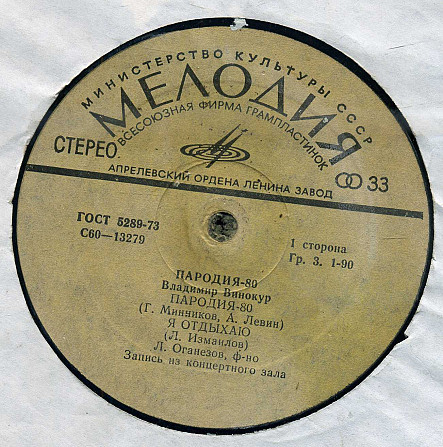 МИНИСТЕРСТВО КУЛЬТУРЫ СССР
МЕЛОДИЯ
ВСЕСОЮЗНАЯ ФИРМА ГРАМПЛАСТИНОК
СТЕРЕО
33
АПРЕЛЕВСКИЙ ОРДЕНА ЛЕНИНА ЗАВОД
ГОСТ 5289-73
С60—13279
1 сторона
Гр. 3. 1-90
ПАРОДИЯ-80
Владимир Винокур
ПАРОДИЯ-80
(Г. Минников, А. Левин)
Я ОТДЫХАЮ
(Л. Измайлов)
Л. Оганезов, ф-но
Запись из концертного зала